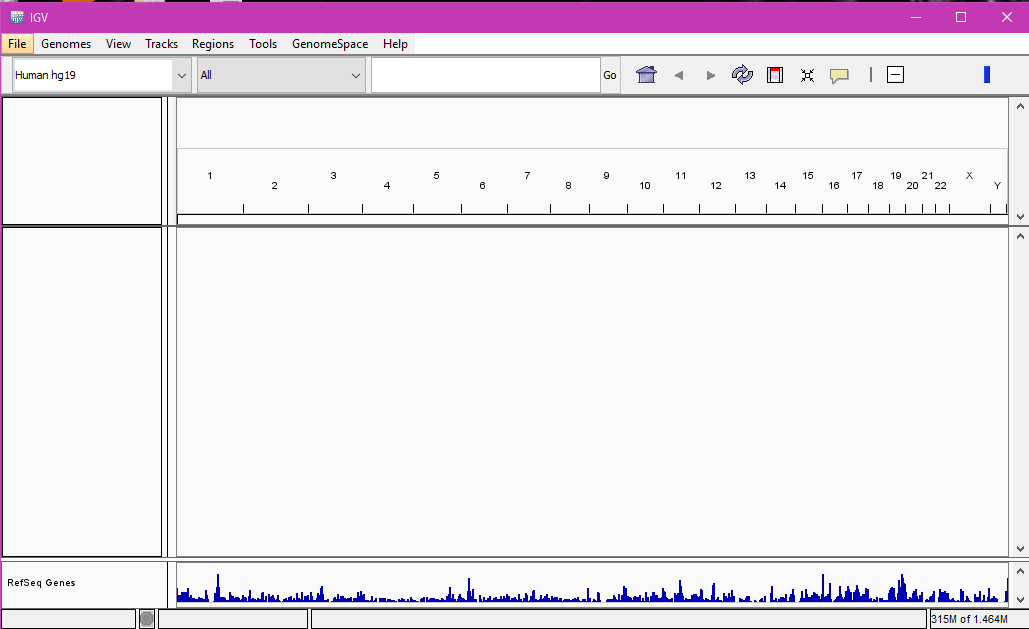 IGV
File Genomes View Tracks Regions Tools GenomeSpace Help
Human hg19 All Go
1 2 3 4 5 6 7 8 9 10 11 12 13 14 15 16 17 18 19 20 21 22 X Y
RefSeq Genes
315M of 1.464M